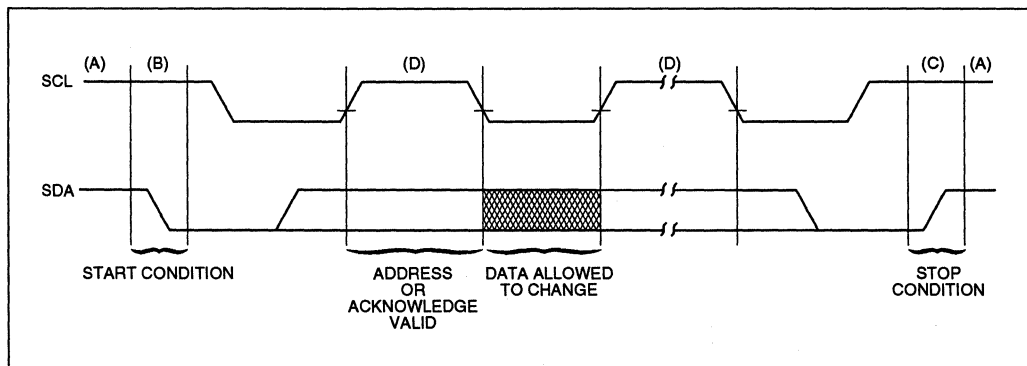 (A) (B) (D) (D) (C) (A)
SCL
SDA
START CONDITION
ADDRESS
OR
ACKNOWLEDGE
VALID
DATA ALLOWED
TO CHANGE
STOP
CONDITION